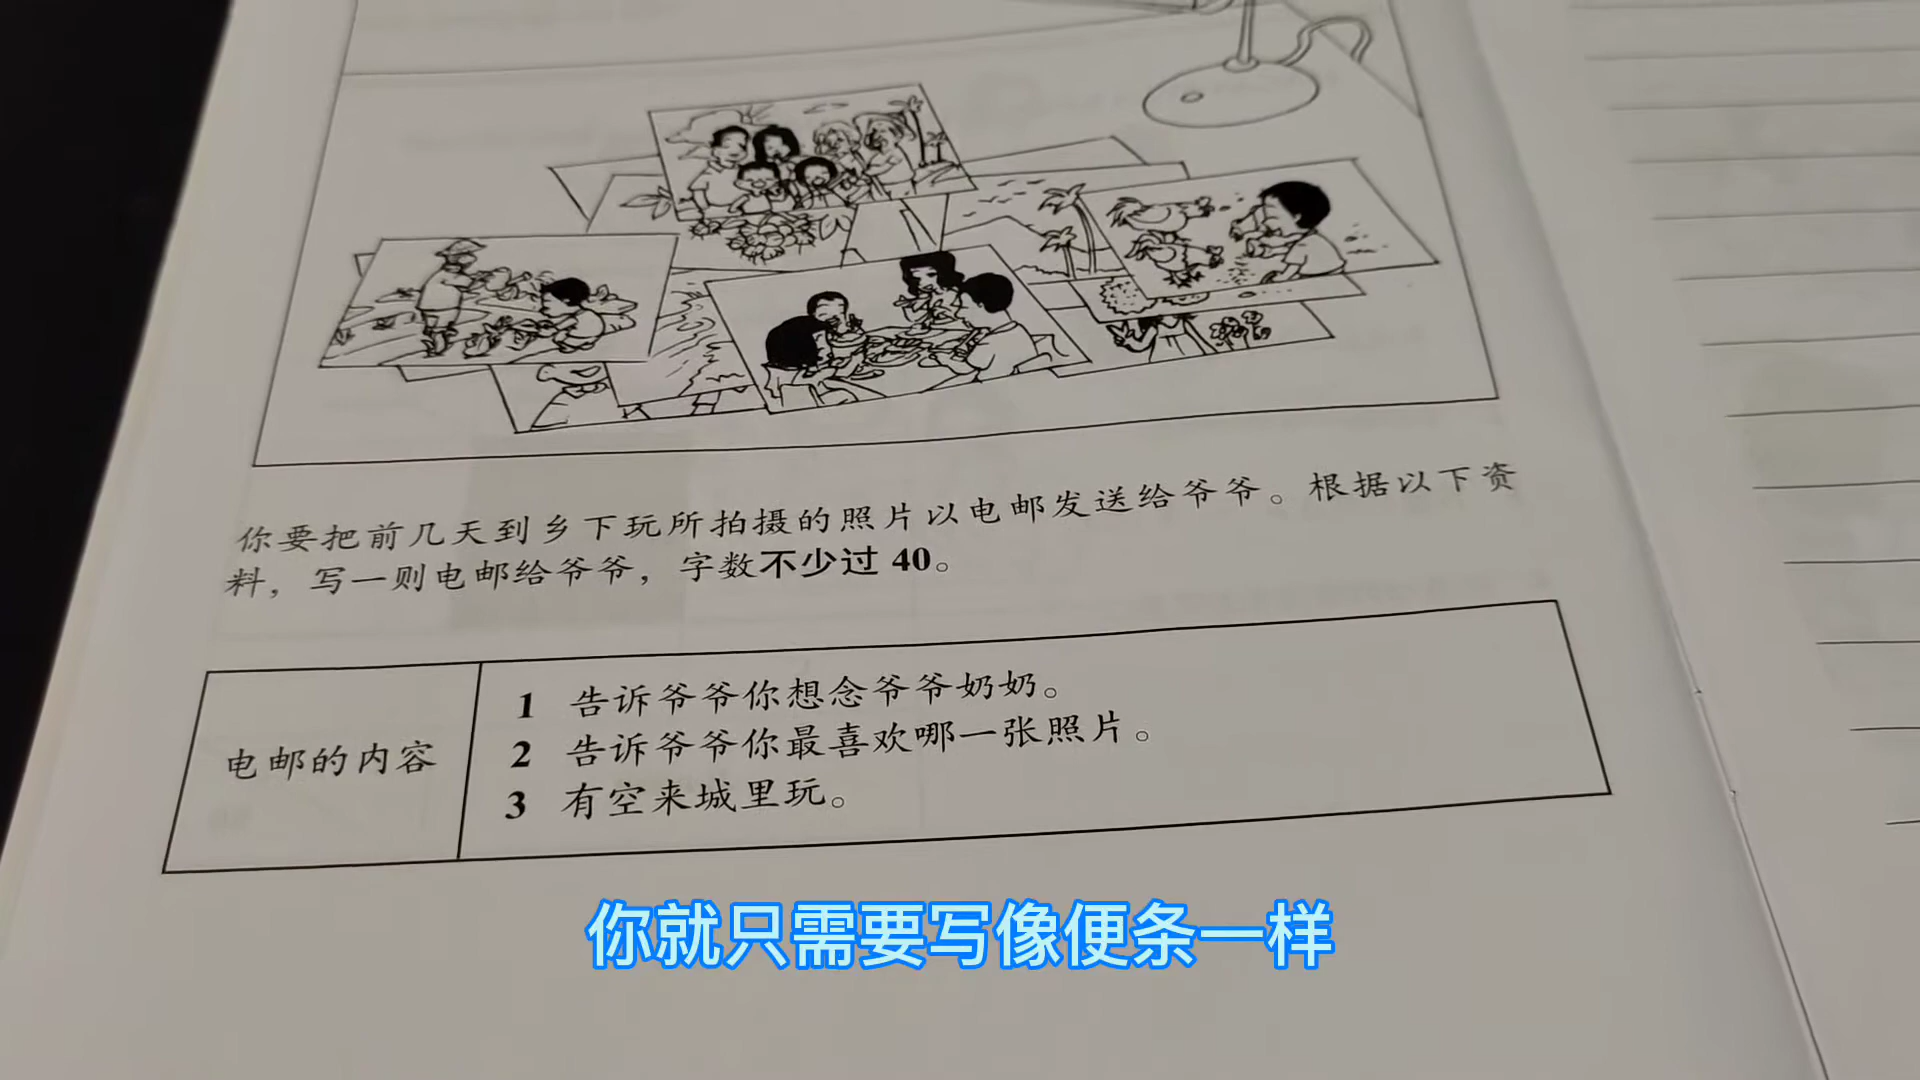 你要把前几天到乡下玩所拍摄的照片以电邮发送给爷爷。根据以下资
料，写一则电邮给爷爷，字数不少过 40。
电邮的内容
1 告诉爷爷你想念爷爷奶奶。
2 告诉爷爷你最喜欢哪一张照片。
3 有空来城里玩。
你就只需要写像便条一样